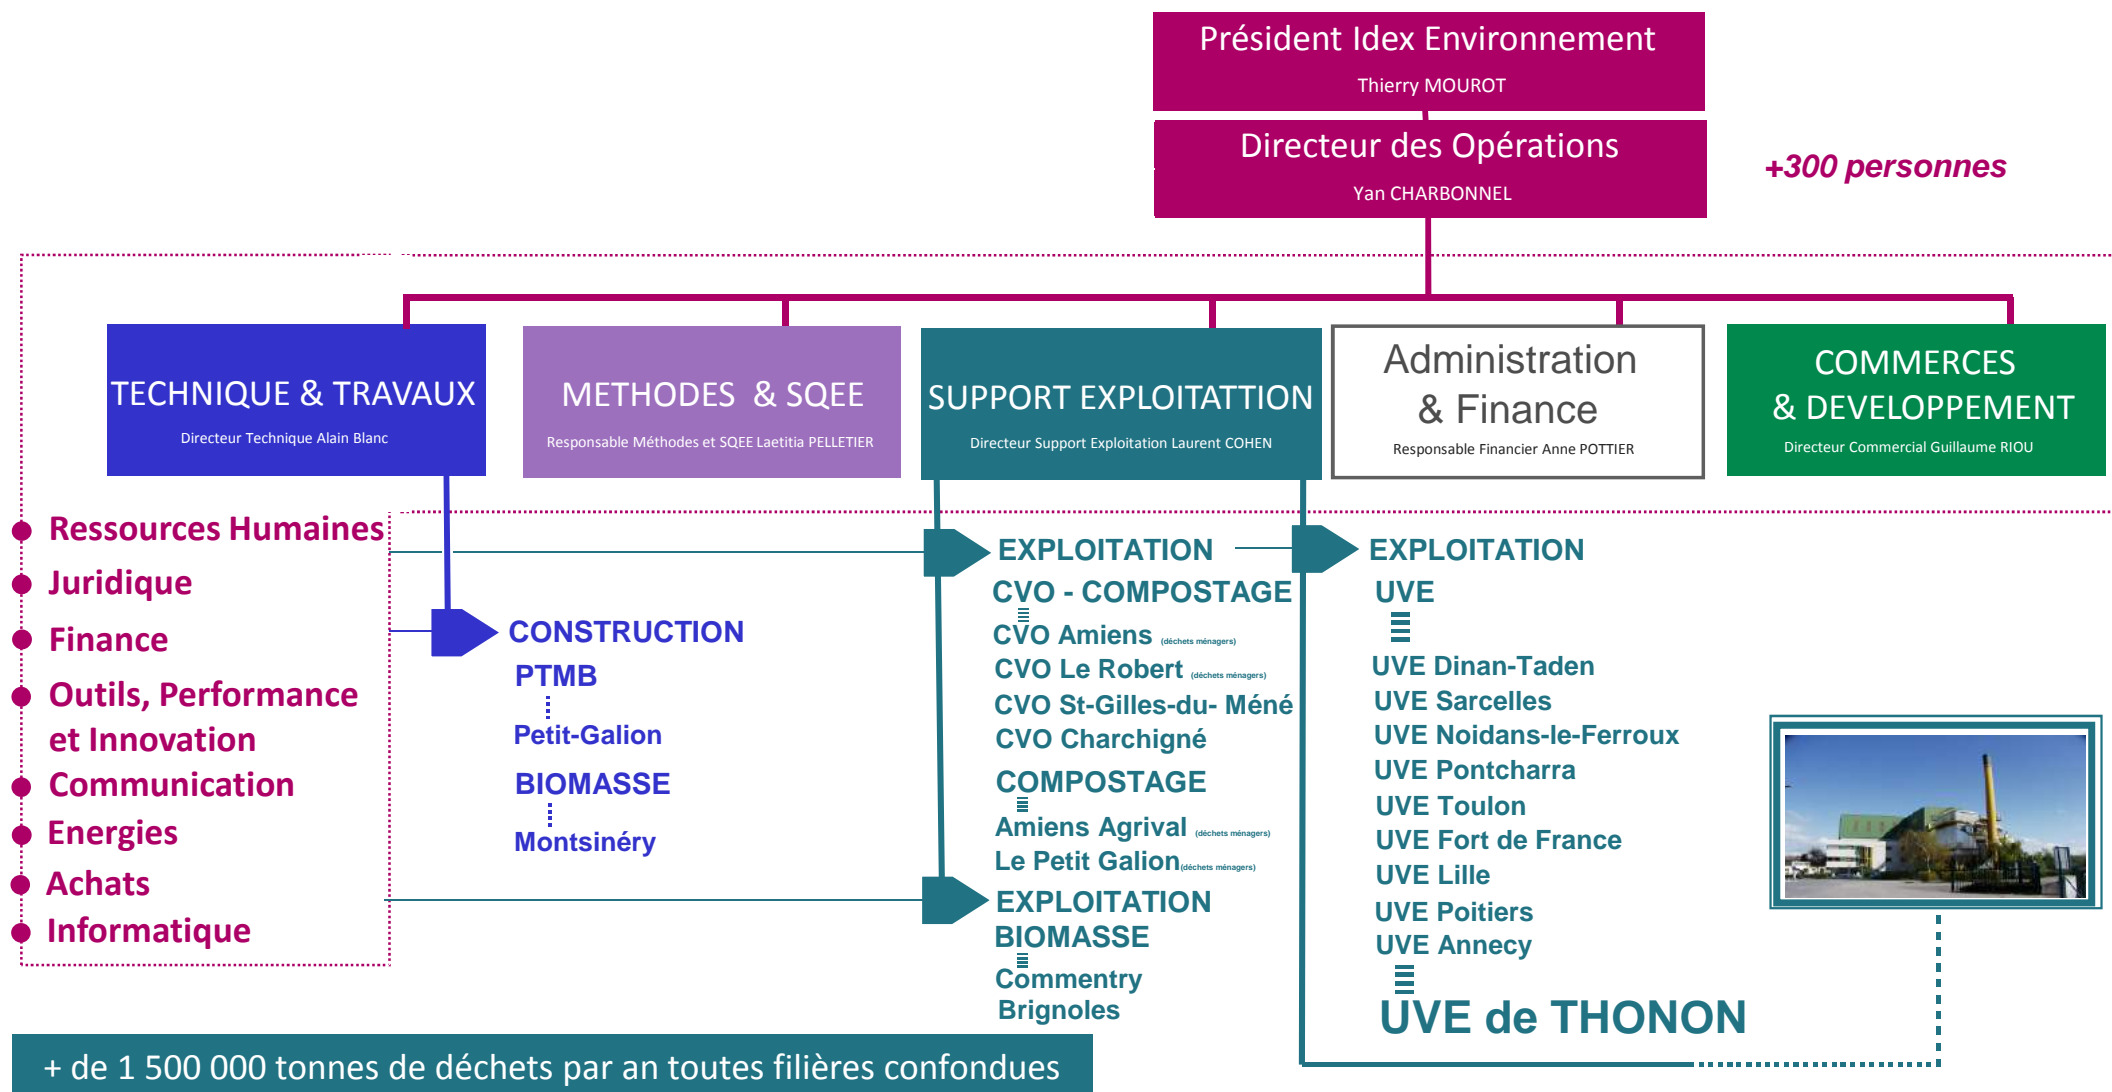 Président Idex Environnement
Thierry MOUROT
Directeur des Opérations
Yan CHARBONNEL
+300 personnes
TECHNIQUE & TRAVAUX
Directeur Technique Alain Blanc
METHODES & SQEE
Responsable Méthodes et SQEE Laetitia PELLETIER
SUPPORT EXPLOITATTION
Directeur Support Exploitation Laurent COHEN
Administration
& Finance
Responsable Financier Anne POTTIER
COMMERCES
& DEVELOPPEMENT
Directeur Commercial Guillaume RIOU
Ressources Humaines
Juridique
Finance
Outils, Performance
et Innovation
Communication
Energies
Achats
Informatique
CONSTRUCTION
PTMB
Petit-Galion
BIOMASSE
Montsinéry
EXPLOITATION
CVO - COMPOSTAGE
CVO Amiens (déchets ménagers)
CVO Le Robert (déchets ménagers)
CVO St-Gilles-du- Méné
CVO Charchigné
COMPOSTAGE
Amiens Agrival (déchets ménagers)
Le Petit Galion(déchets ménagers)
EXPLOITATION
BIOMASSE
Commentry
Brignoles
EXPLOITATION
UVE
UVE Dinan-Taden
UVE Sarcelles
UVE Noidans-le-Ferroux
UVE Pontcharra
UVE Toulon
UVE Fort de France
UVE Lille
UVE Poitiers
UVE Annecy
UVE de THONON
+ de 1 500 000 tonnes de déchets par an toutes filières confondues